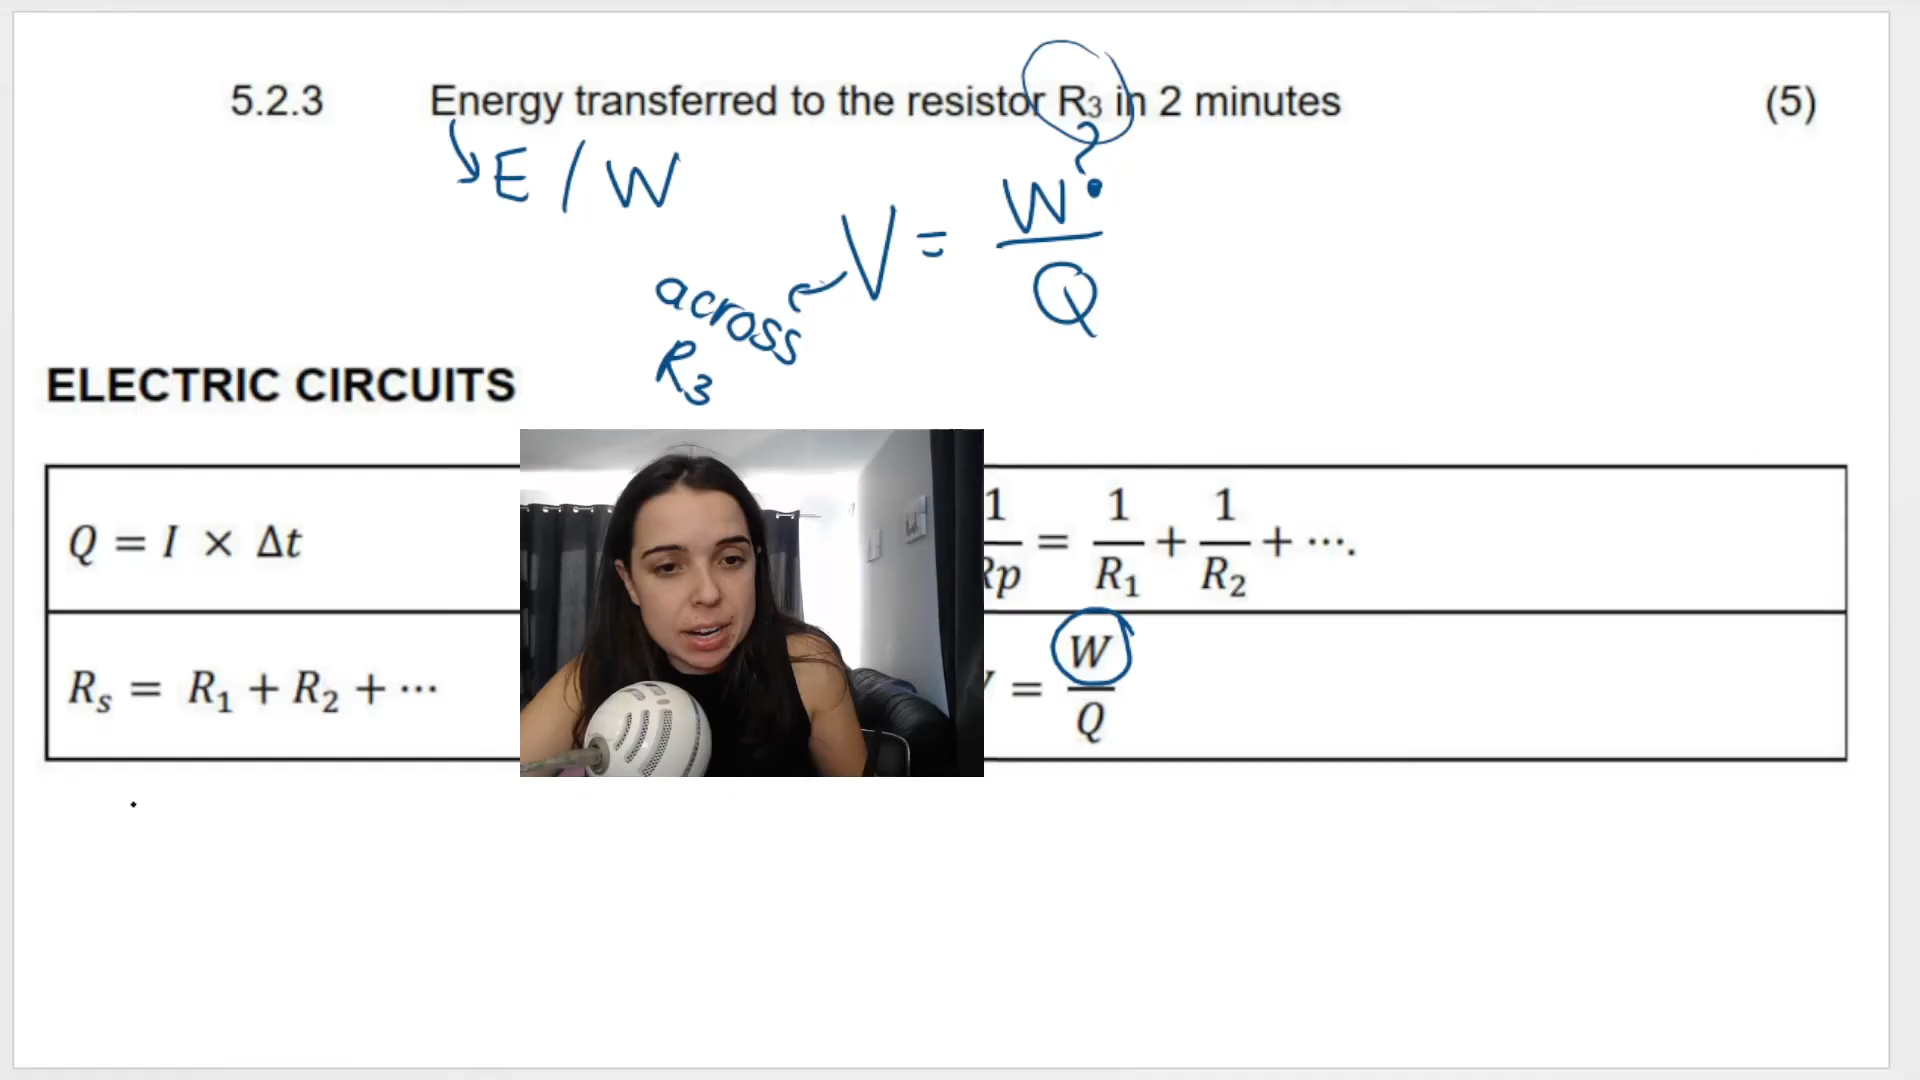 5.2.3 Energy transferred to the resistor R₃ in 2 minutes (5)
E / W
?
V = W/Q
across
R₃
ELECTRIC CIRCUITS
Q = I × Δt
1/Rp = 1/R₁ + 1/R₂ + ….
Rₛ = R₁ + R₂ + ⋯
= W/Q